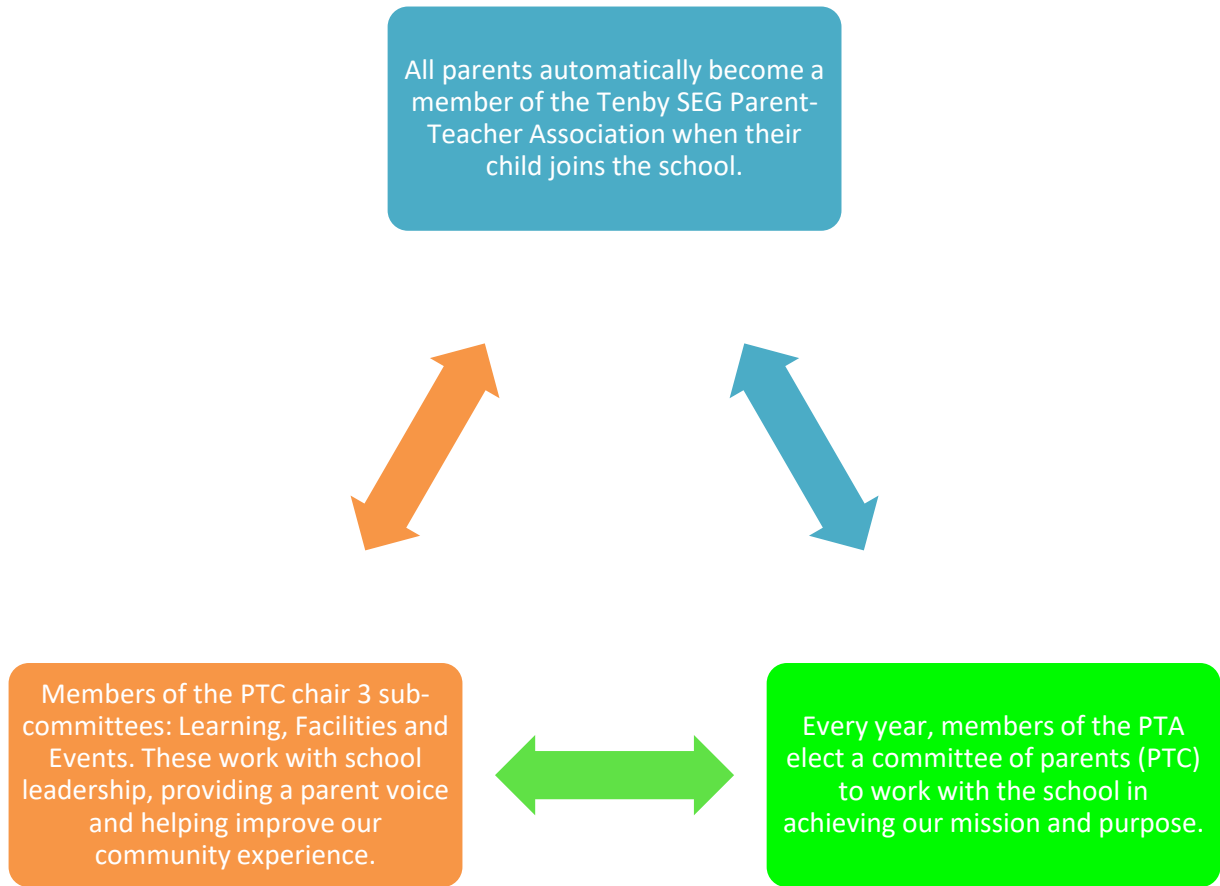 All parents automatically become a
member of the Tenby SEG Parent-
Teacher Association when their
child joins the school.
Members of the PTC chair 3 sub-
committees: Learning, Facilities and
Events. These work with school
leadership, providing a parent voice
and helping improve our
community experience.
Every year, members of the PTA
elect a committee of parents (PTC)
to work with the school in
achieving our mission and purpose.